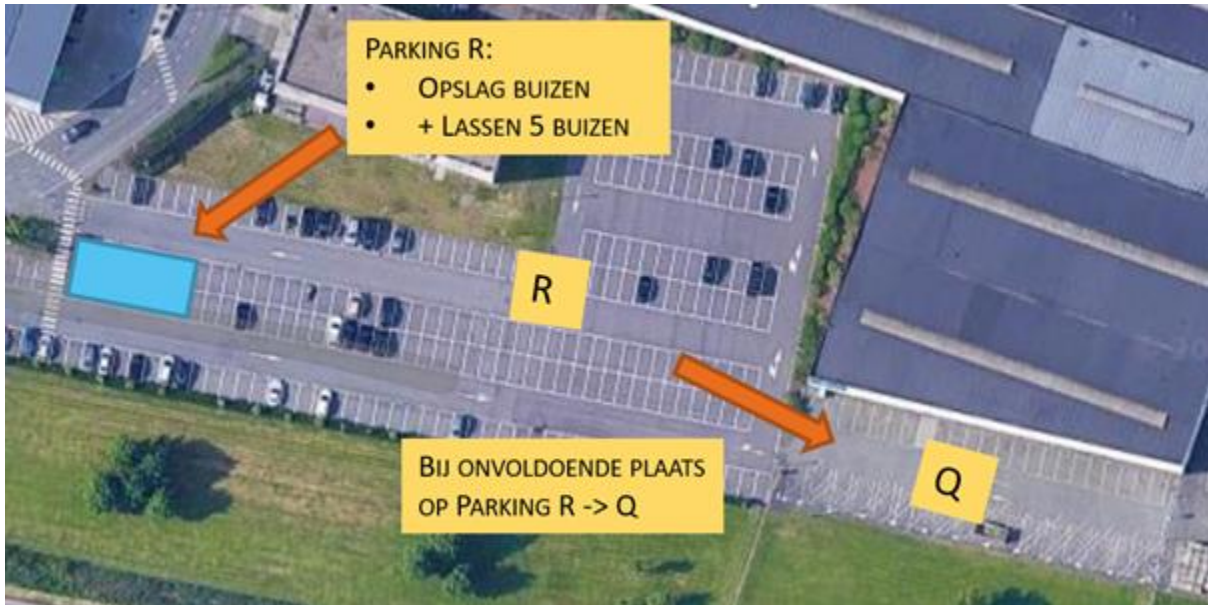 PARKING R:
• OPSLAG BUIZEN
• + LASSEN 5 BUIZEN
R
BIJ ONVOLDOENDE PLAATS
OP PARKING R -> Q
Q